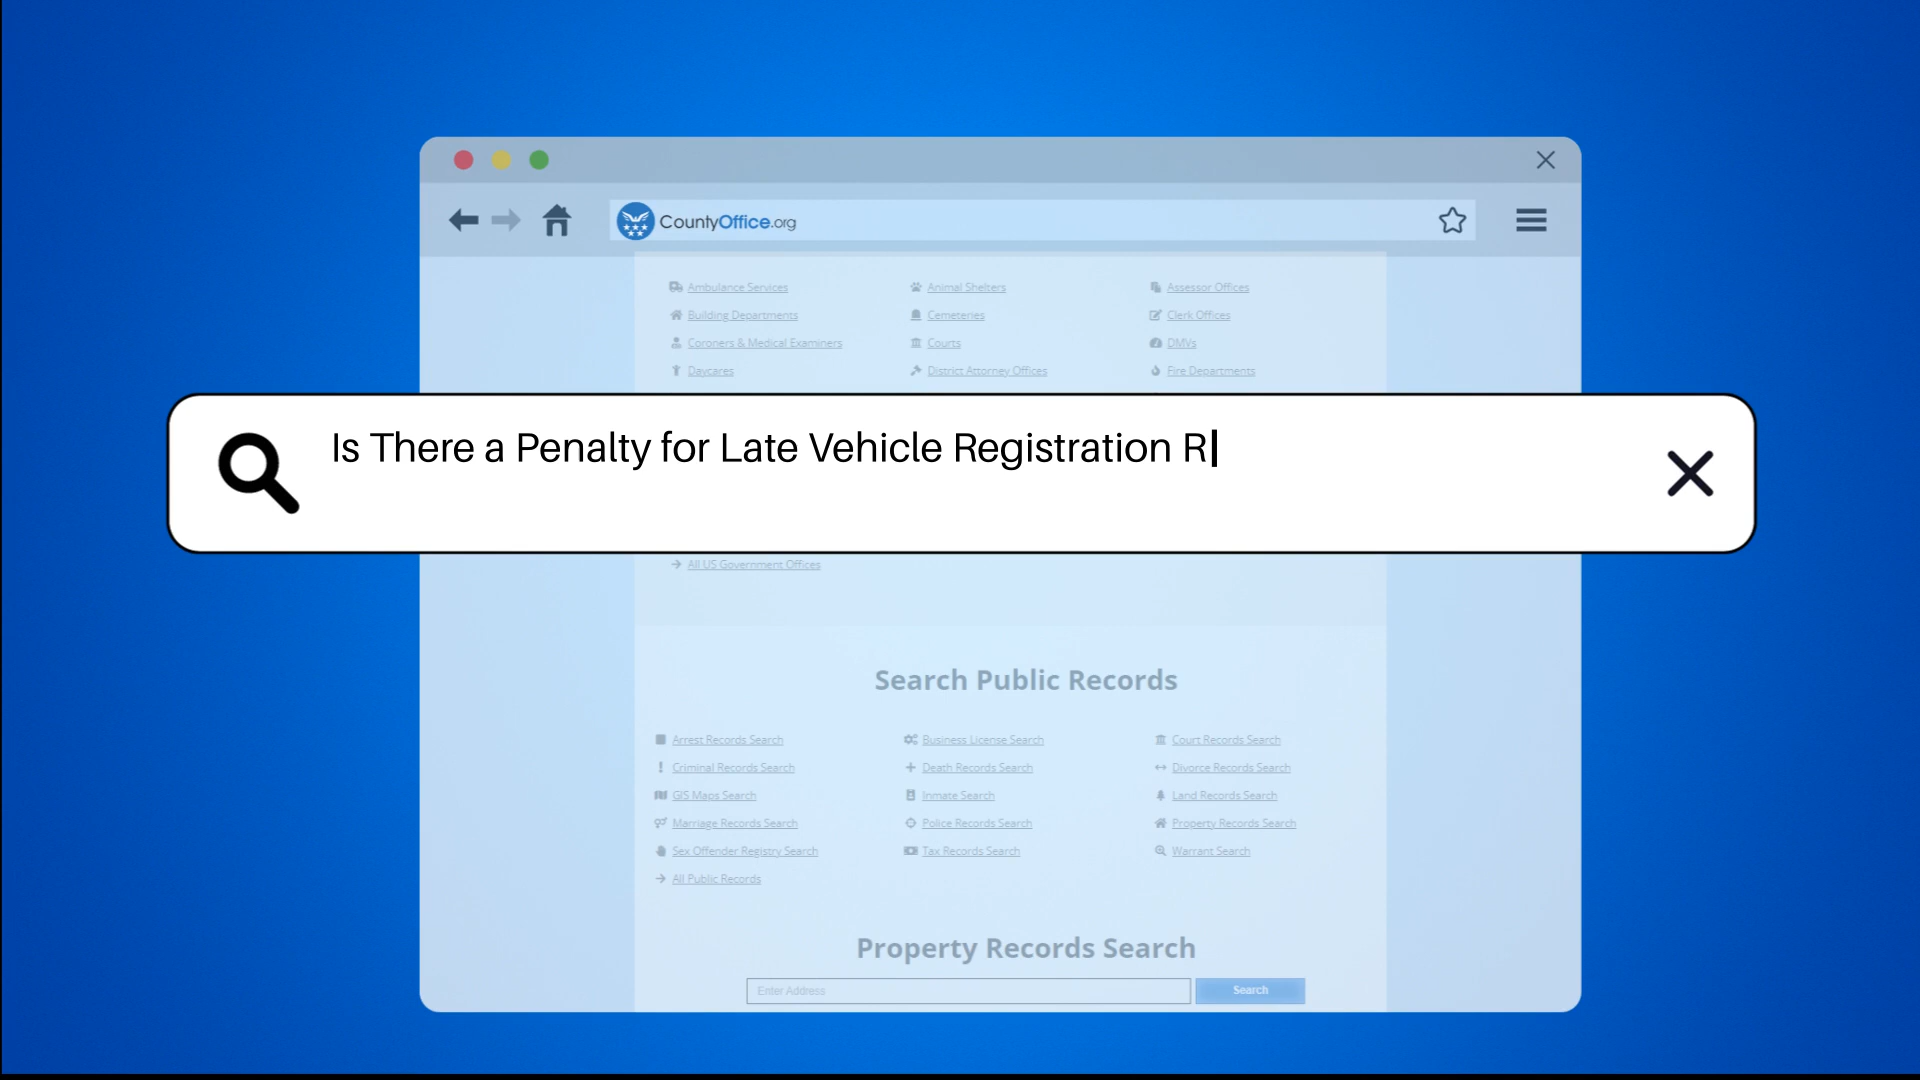 CountyOffice.org
Ambulance Services Animal Shelters Assessor Offices
Building Departments Cemeteries Clerk Offices
Coroners & Medical Examiners Courts DMVs
Daycares District Attorney Offices Fire Departments
Is There a Penalty for Late Vehicle Registration R
All US Government Offices
Search Public Records
Arrest Records Search Business License Search Court Records Search
Criminal Records Search Death Records Search Divorce Records Search
GIS Maps Search Inmate Search Land Records Search
Marriage Records Search Police Records Search Property Records Search
Sex Offender Registry Search Tax Records Search Warrant Search
All Public Records
Property Records Search
Enter Address Search